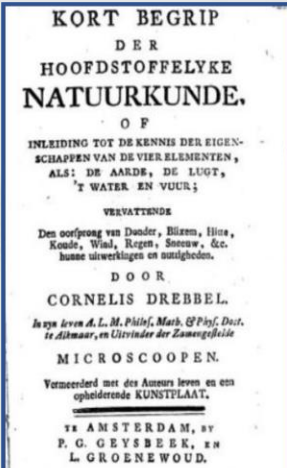 KORT BEGRIP
DER
HOOFDSTOFFELYKE
NATUURKUNDE,
OF
INLEIDING TOT DE KENNIS DER EIGEN-
SCHAPPEN VAN DE VIER ELEMENTEN,
ALS: DE AARDE, DE LUGT,
'T WATER EN VUUR;
VERVATTENDE
Den oorsprong van Donder, Blixem, Hitte,
Koude, Wind, Regen, Sneeuw, &c.
hunne uitwerkingen en nuttigheden.
DOOR
CORNELIS DREBBEL.
In zyn leven A. L. M. Philos. Math. & Phys. Doct.
te Alkmaar, en Uitvinder der Zamengestelde
MICROSCOOPEN.
Vermeerderd met des Auteurs leven en een
opheiderende KUNSTPLAAT.
TE AMSTERDAM, BY
P. G. GEYSBEEK, EN
L. GROENEWOUD.